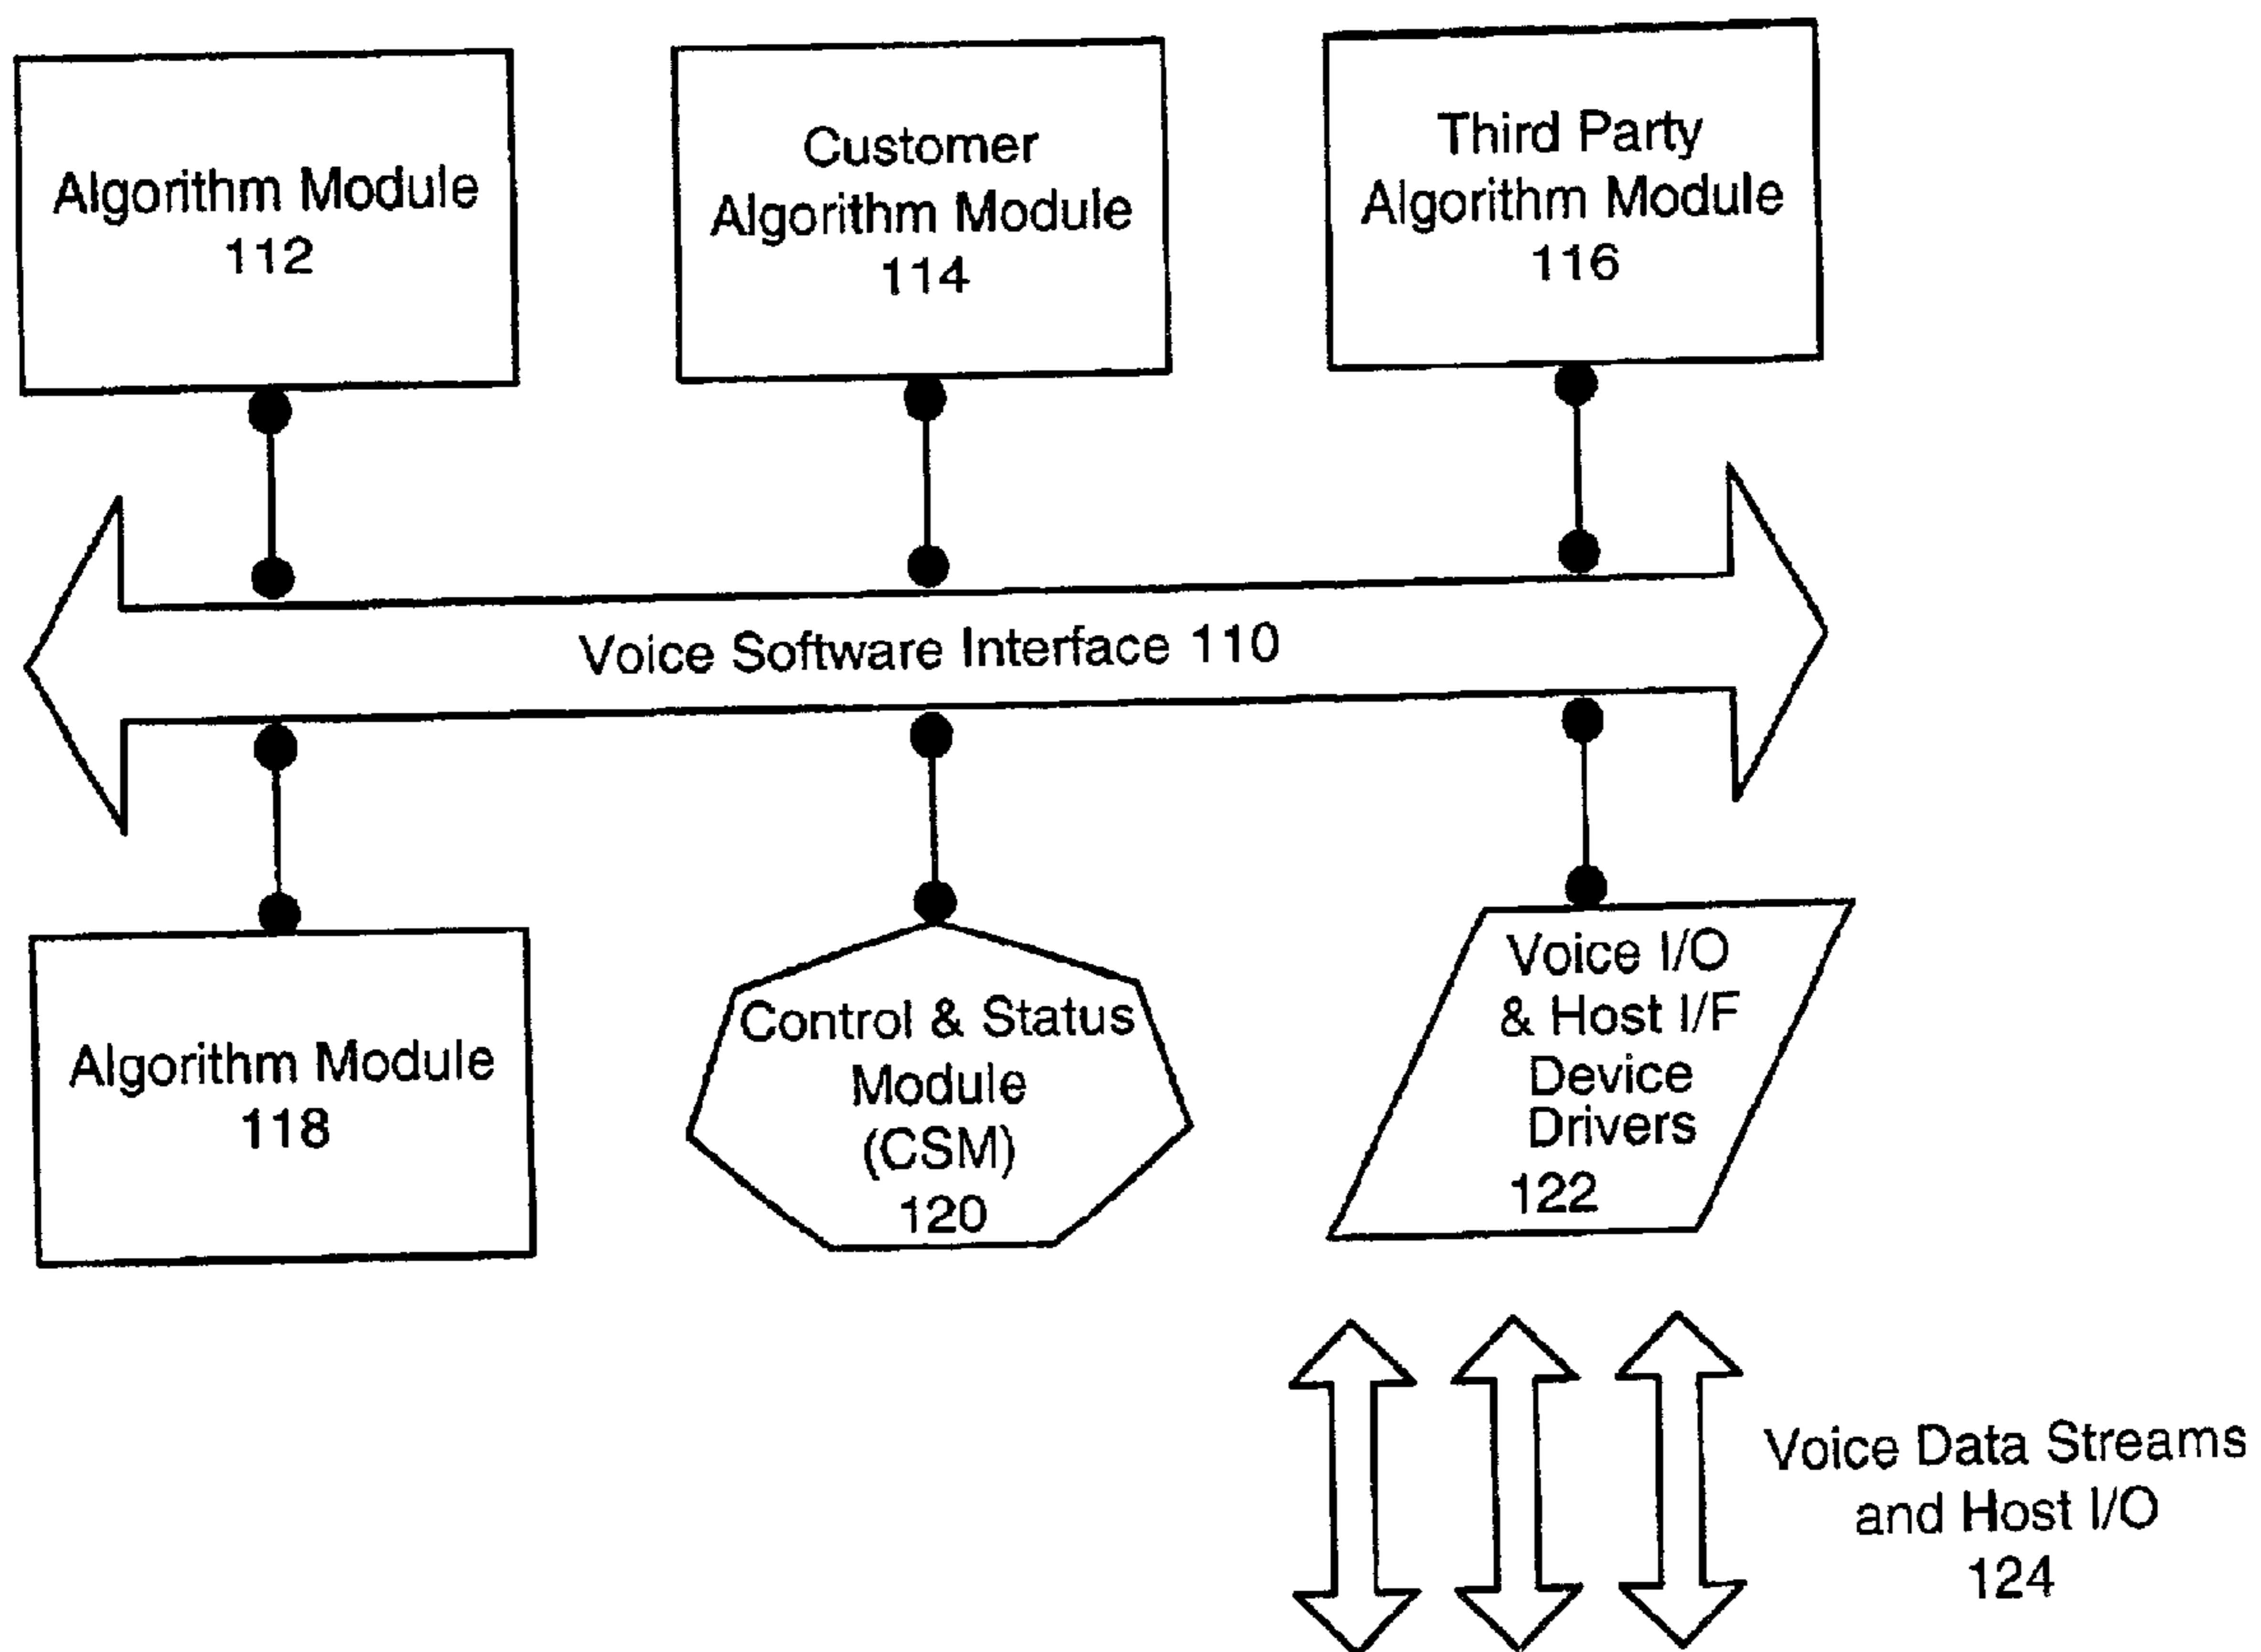 Algorithm Module
112
Customer
Algorithm Module
114
Third Party
Algorithm Module
116
Voice Software Interface 110
Algorithm Module
118
Control & Status
Module
(CSM)
120
Voice I/O
& Host I/F
Device
Drivers
122
Voice Data Streams
and Host I/O
124